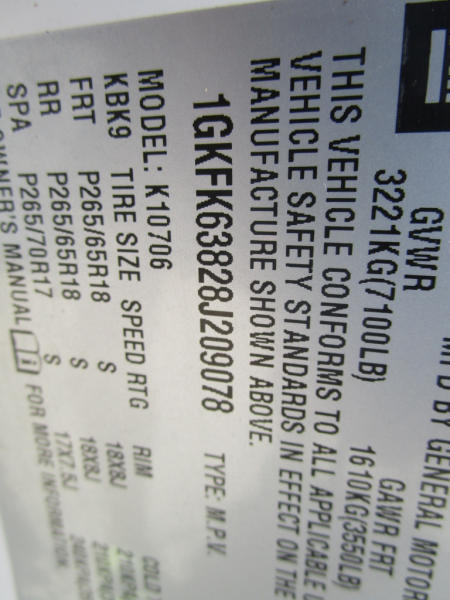 MFD BY GENERAL MOTOR
GVWR GAWR FRT
3221KG(7100LB) 1610KG(3550LB)
THIS VEHICLE CONFORMS TO ALL APPLICABLE
VEHICLE SAFETY STANDARDS IN EFFECT ON THE
MANUFACTURE SHOWN ABOVE.
1GKFK63828J209078 TYPE: M.P.V.
MODEL: K10706
KBK9 TIRE SIZE SPEED RTG RIM COLD
FRT P265/65R18 S 18X8J
RR P265/65R18 S 18X8J
SPA P265/70R17 S 17X7.5J
OWNER'S MANUAL FOR MORE INFORMATION.